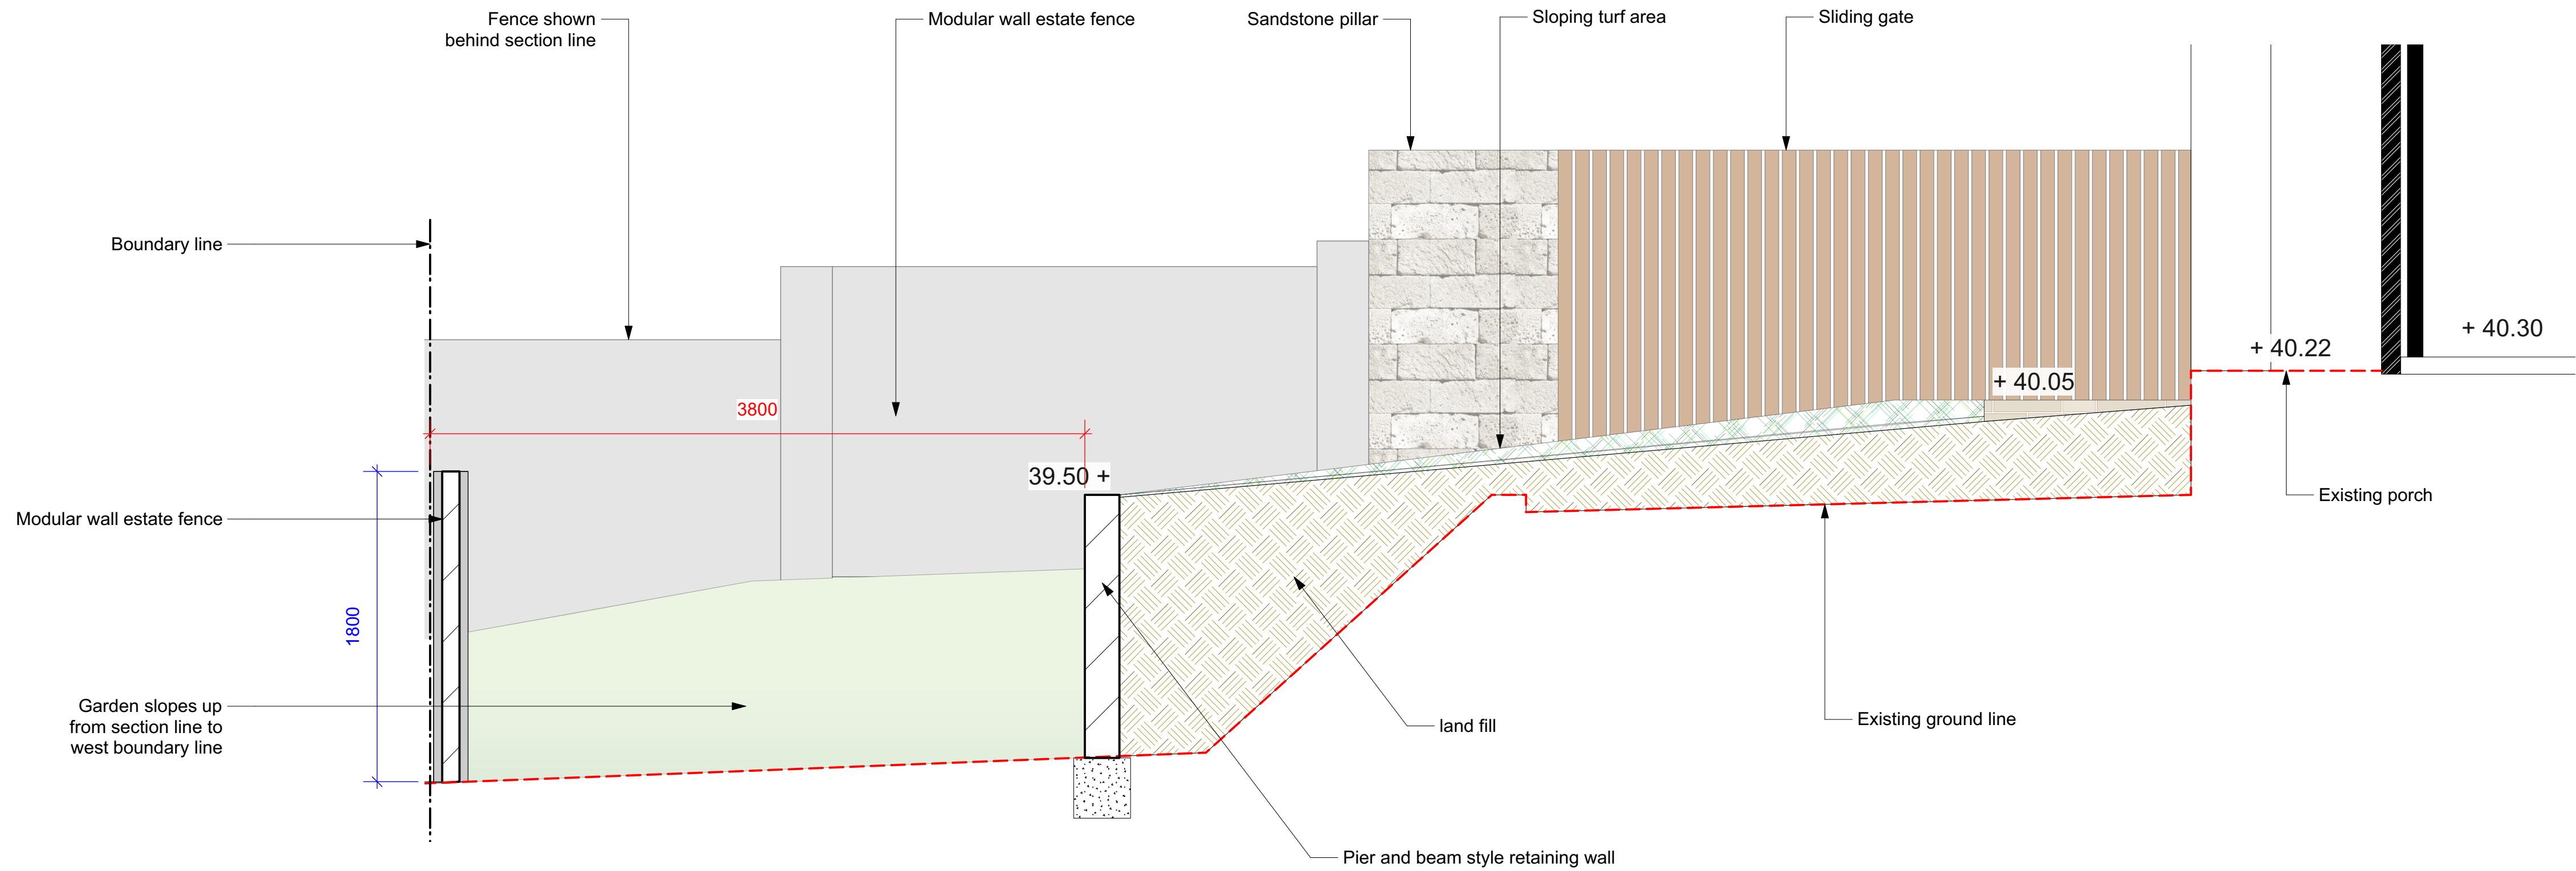 Fence shown
behind section line
Modular wall estate fence
Sandstone pillar
Sloping turf area
Sliding gate
Boundary line
+ 40.30
+ 40.22
+ 40.05
3800
39.50 +
Existing porch
Modular wall estate fence
1800
Garden slopes up
from section line to
west boundary line
land fill
Existing ground line
Pier and beam style retaining wall